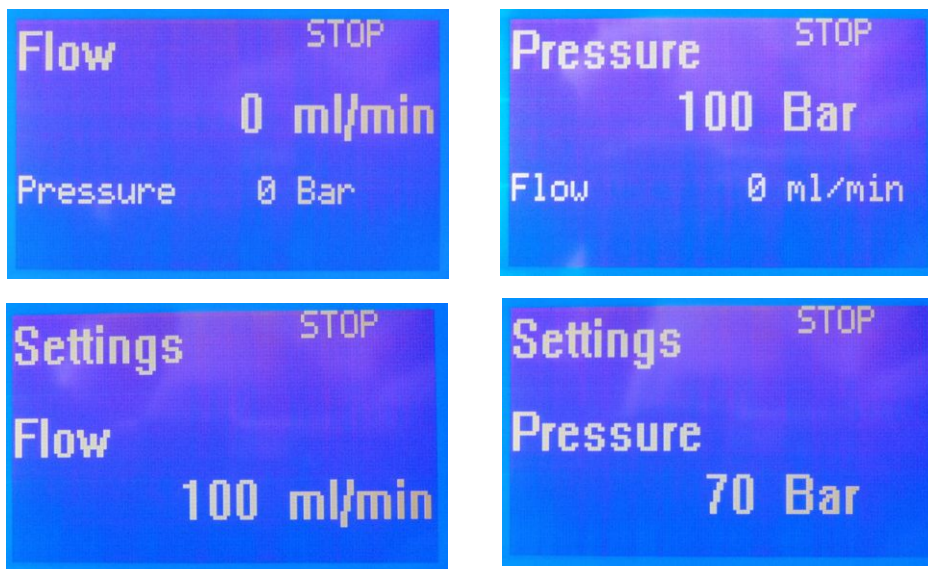 Flow STOP
0 ml/min
Pressure 0 Bar
Pressure STOP
100 Bar
Flow 0 ml/min
Settings STOP
Flow
100 ml/min
Settings STOP
Pressure
70 Bar